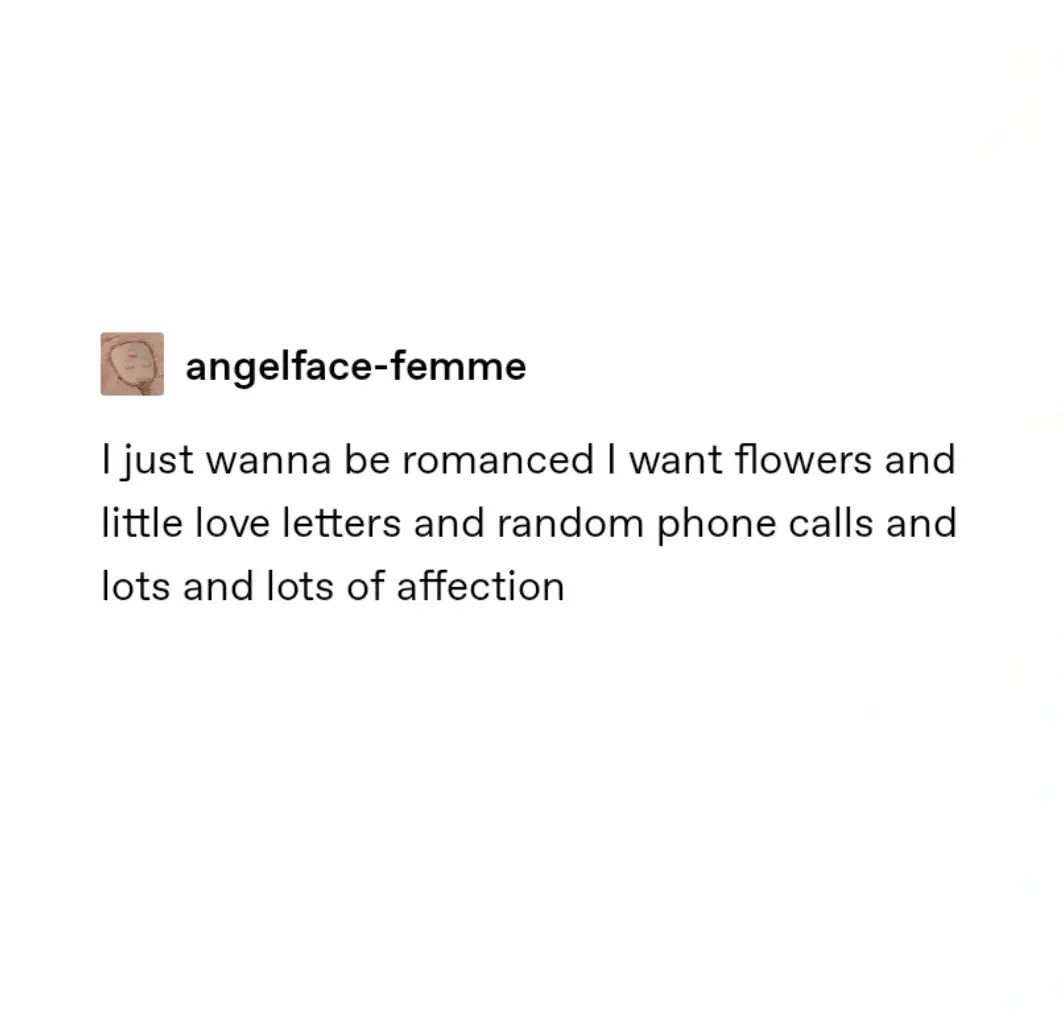 angelface-femme
I just wanna be romanced I want flowers and
little love letters and random phone calls and
lots and lots of affection